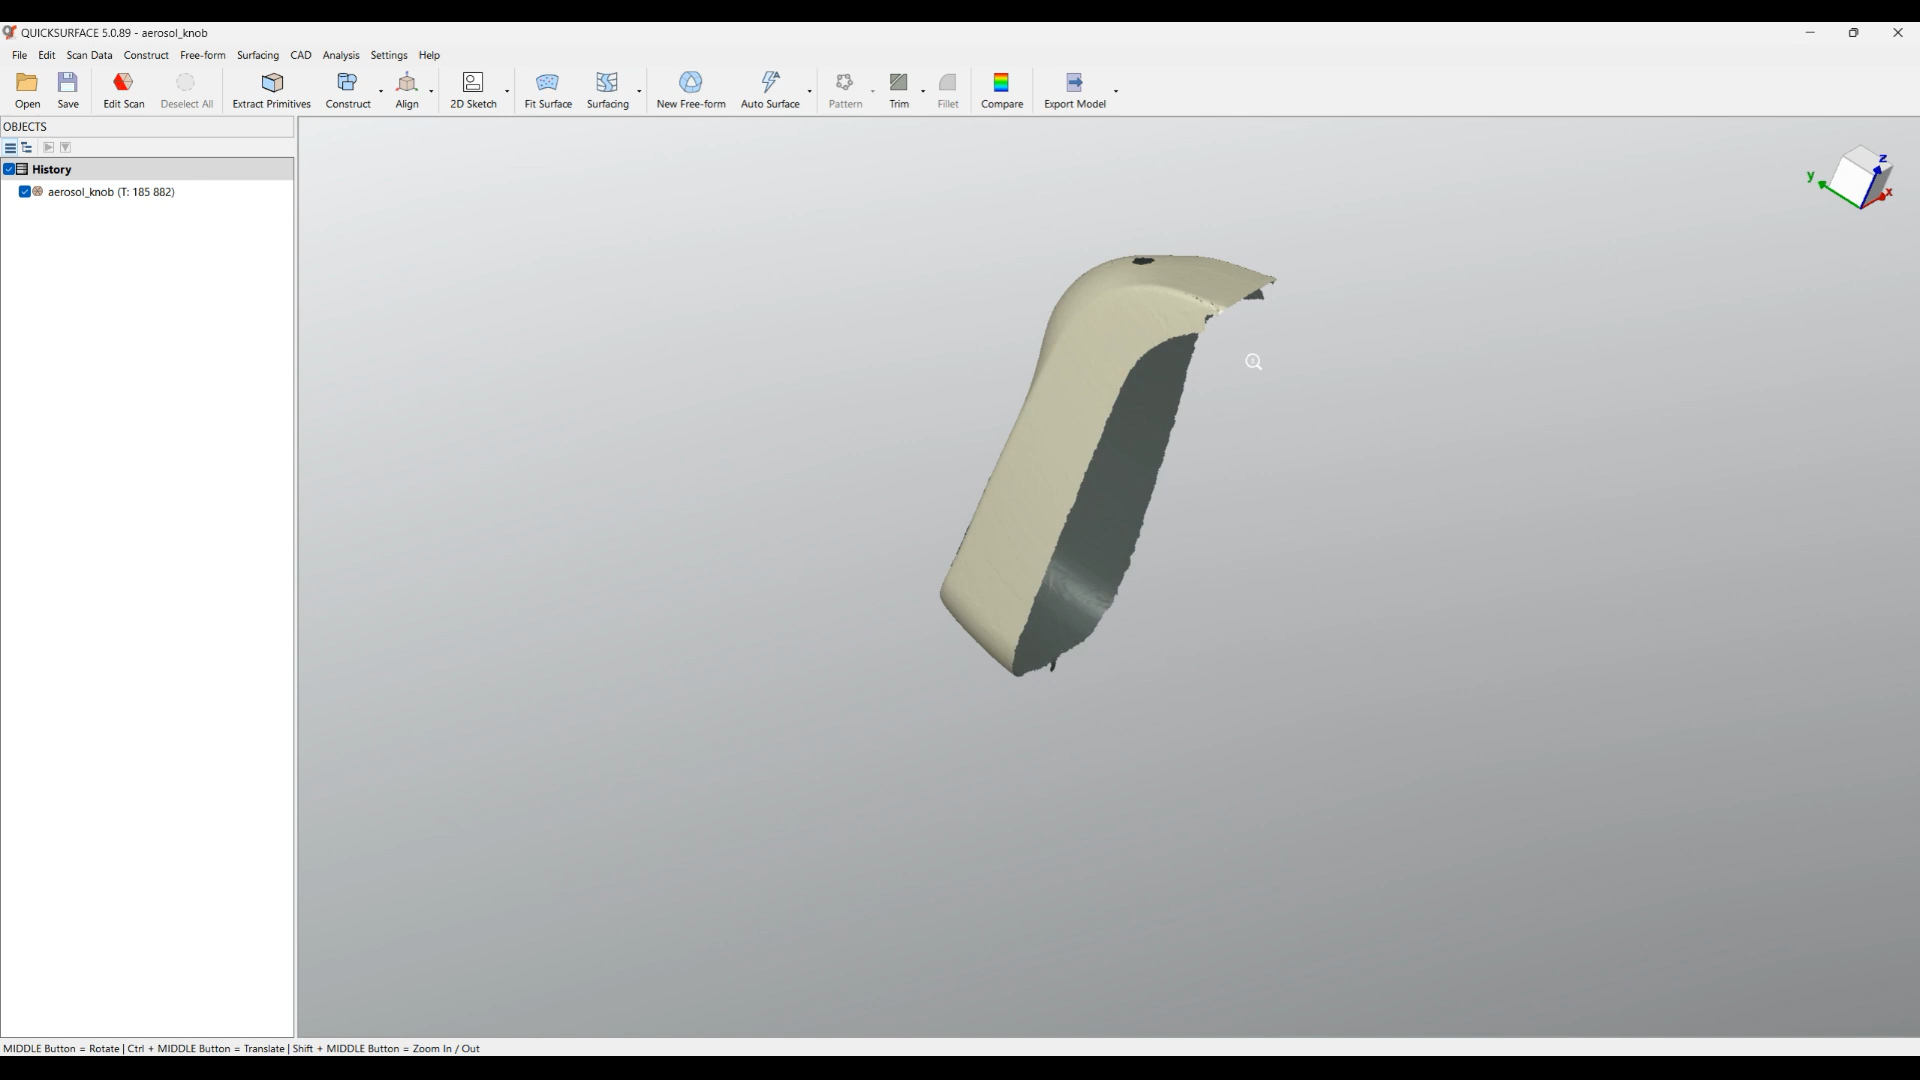 QUICKSURFACE 5.0.89 - aerosol_knob
File Edit Scan Data Construct Free-form Surfacing CAD Analysis Settings Help
Open Save Edit Scan Deselect All Extract Primitives Construct Align 2D Sketch Fit Surface Surfacing New Free-form Auto Surface Pattern Trim Fillet Compare Export Model
OBJECTS
History
aerosol_knob (T: 185 882)
z
y
x
MIDDLE Button = Rotate | Ctrl + MIDDLE Button = Translate | Shift + MIDDLE Button = Zoom In / Out